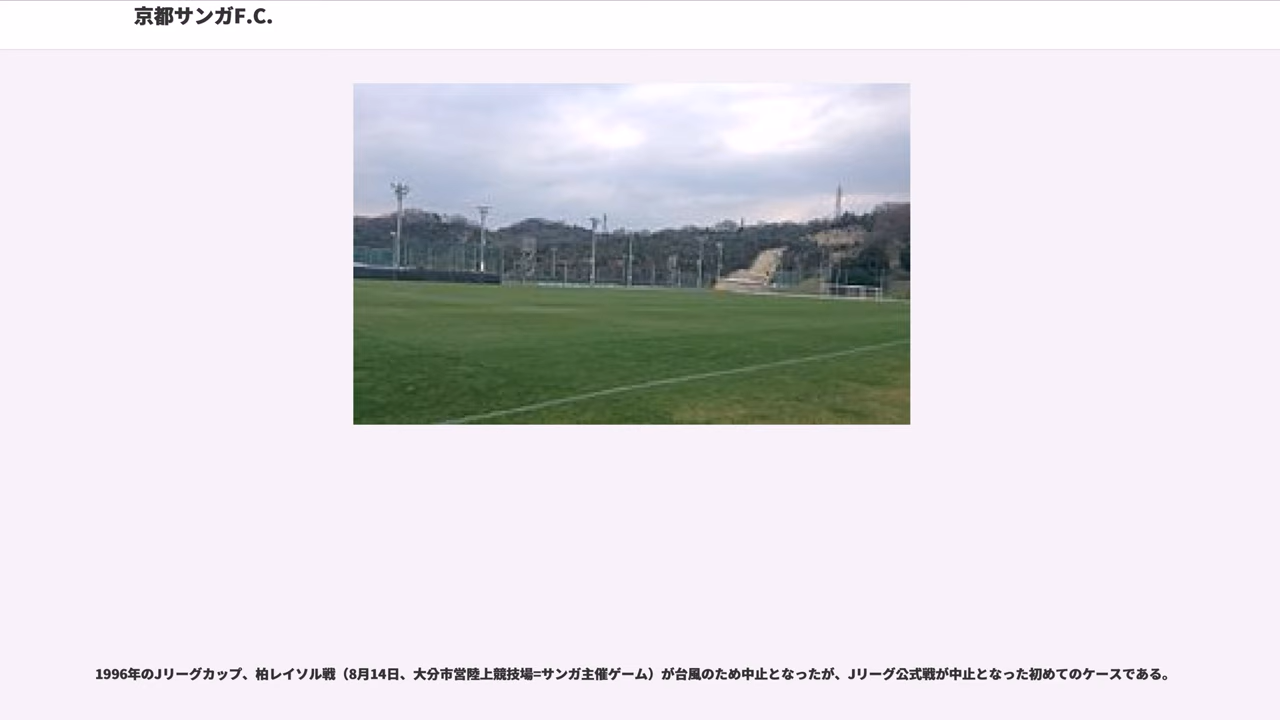 京都サンガF.C.
1996年のJリーグカップ、柏レイソル戦（8月14日、大分市営陸上競技場=サンガ主催ゲーム）が台風のため中止となったが、Jリーグ公式戦が中止となった初めてのケースである。